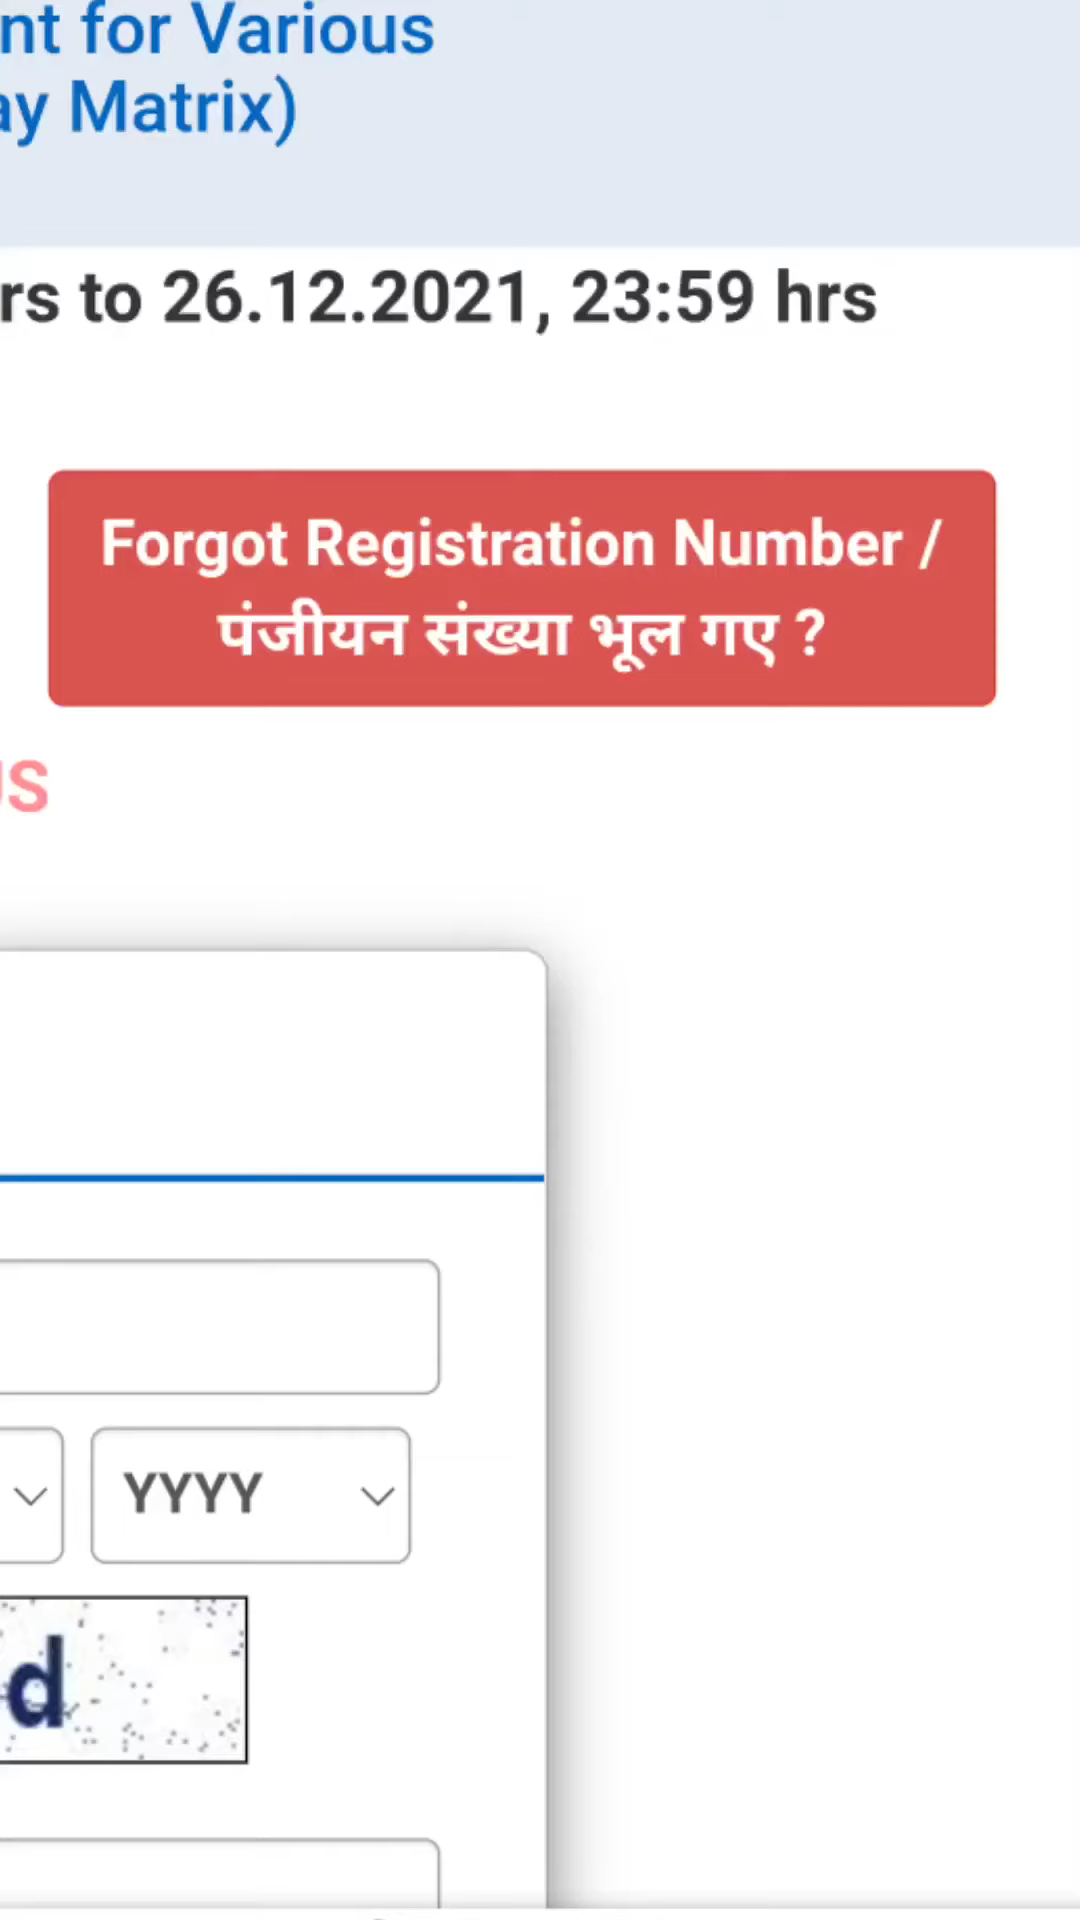 nt for Various
ay Matrix)
rs to 26.12.2021, 23:59 hrs
Forgot Registration Number /
पंजीयन संख्या भूल गए ?
US
YYYY
d